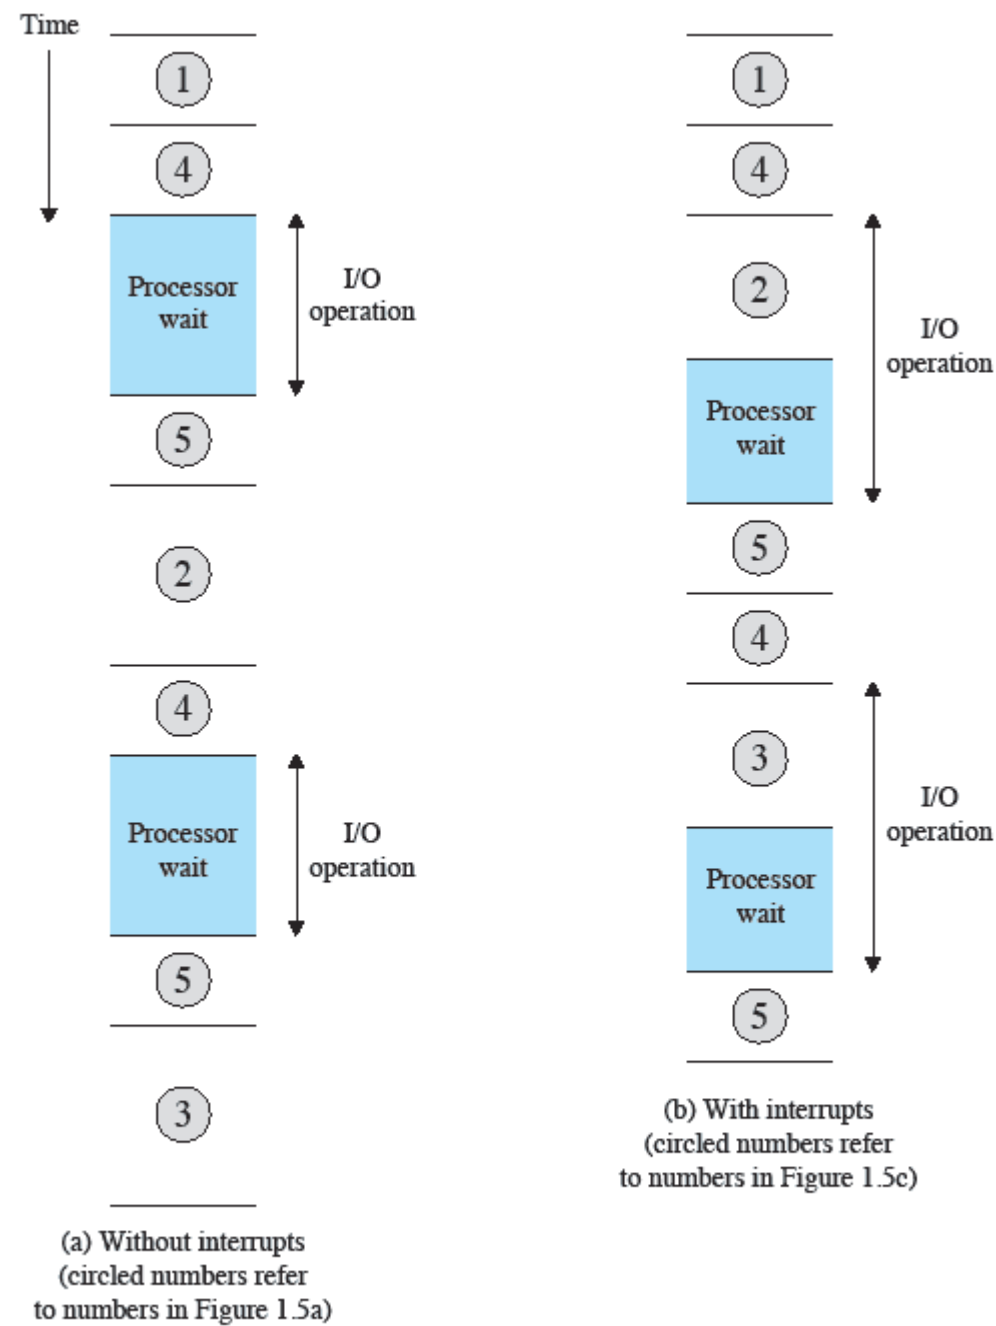 Time
1
4
Processor
wait
I/O
operation
5
2
4
Processor
wait
I/O
operation
5
3
(a) Without interrupts
(circled numbers refer
to numbers in Figure 1.5a)
1
4
2
I/O
operation
Processor
wait
5
4
3
I/O
operation
Processor
wait
5
(b) With interrupts
(circled numbers refer
to numbers in Figure 1.5c)